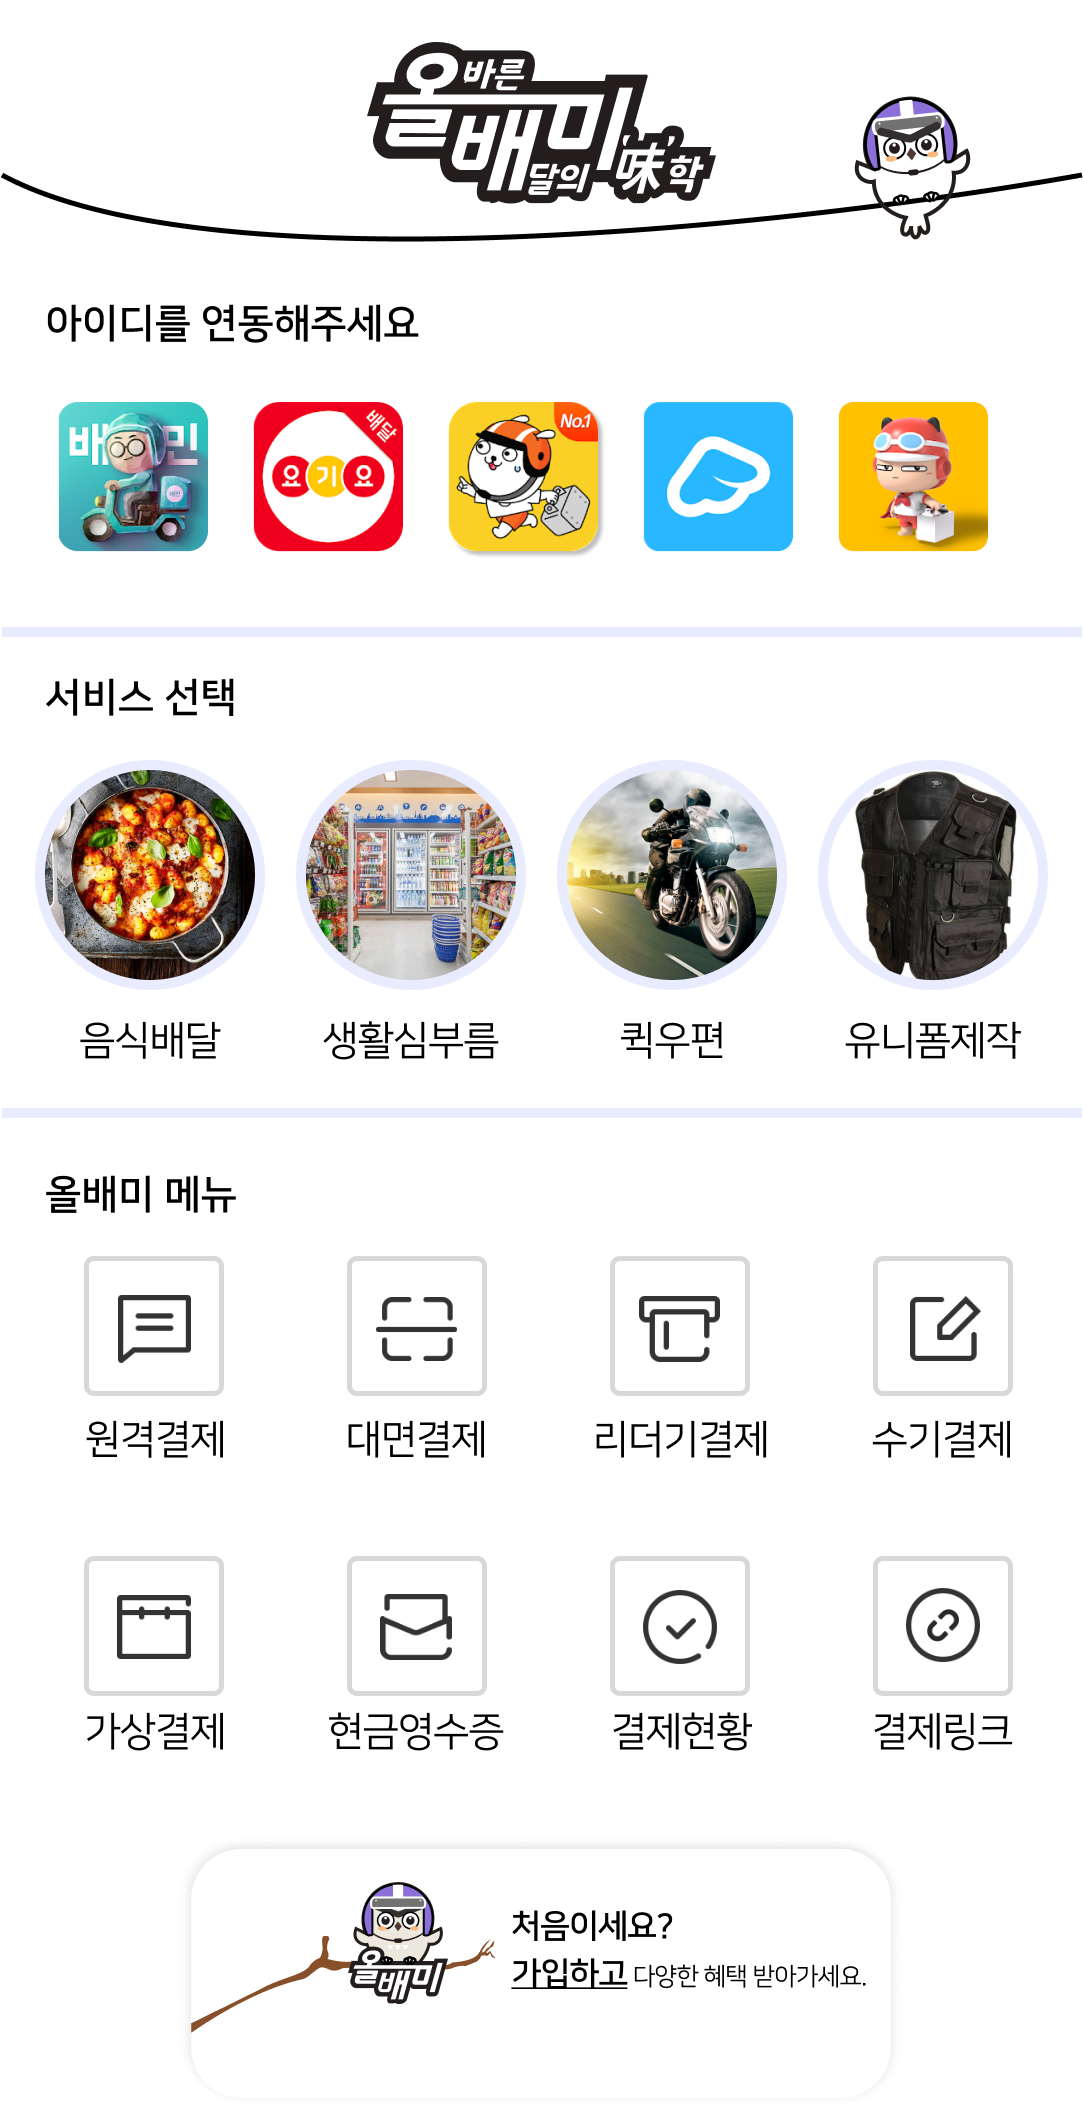 올바른
배달의미味학
아이디를 연동해주세요
배민
배민
요기요
배달
No.1
서비스 선택
음식배달
생활심부름
퀵우편
유니폼제작
올배미 메뉴
원격결제
대면결제
리더기결제
수기결제
가상결제
현금영수증
결제현황
결제링크
올배미
처음이세요?
가입하고 다양한 혜택 받아가세요.